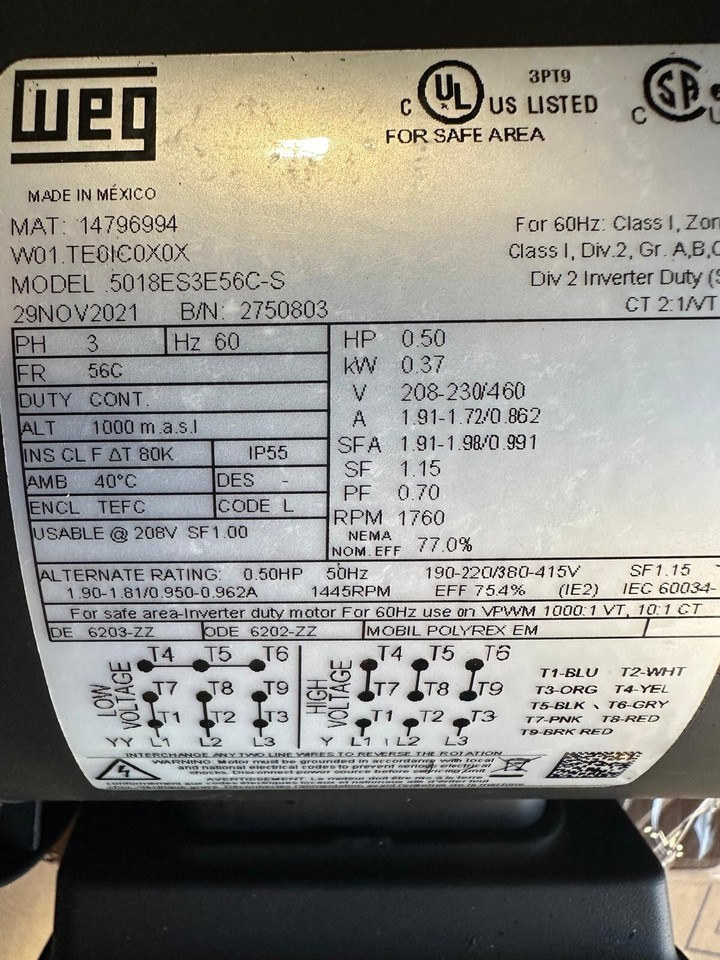 WEG
C UL US LISTED 3PT9
FOR SAFE AREA
C SA
MADE IN MÉXICO
MAT: 14796994
W01.TE0IC0X0X
MODEL .5018ES3E56C-S
29NOV2021 B/N: 2750803
For 60Hz: Class I, Zon
Class I, Div.2, Gr. A,B,C
Div 2 Inverter Duty (S
CT 2:1/VT
PH 3 Hz 60
FR 56C
DUTY CONT.
ALT 1000 m.a.s.l
INS CL F ΔT 80K IP55
AMB 40°C DES -
ENCL TEFC CODE L
USABLE @ 208V SF1.00
HP 0.50
kW 0.37
V 208-230/460
A 1.91-1.72/0.862
SFA 1.91-1.98/0.991
SF 1.15
PF 0.70
RPM 1760
NEMA NOM. EFF 77.0%
ALTERNATE RATING: 0.50HP 50Hz 190-220/380-415V SF1.15
1.90-1.81/0.950-0.962A 1445RPM EFF 75.4% (IE2) IEC 60034-
For safe area-Inverter duty motor For 60Hz use on VPWM 1000:1 VT, 10:1 CT
DE 6203-ZZ ODE 6202-ZZ MOBIL POLYREX EM
LOW VOLTAGE
T4 T5 T6
T7 T8 T9
T1 T2 T3
YY L1 L2 L3
HIGH VOLTAGE
T4 T5 T6
T7 T8 T9
T1 T2 T3
Y L1 L2 L3
T1-BLU T2-WHT
T3-ORG T4-YEL
T5-BLK T6-GRY
T7-PNK T8-RED
T9-BRK RED
INTERCHANGE ANY TWO LINE WIRES TO REVERSE THE ROTATION
WARNING: Motor must be grounded in accordance with local
and national electrical codes to prevent serious electrical
shocks. Disconnect power source before servicing unit
AVERTISSEMENT: Le moteur doit être
conformément aux codes électriques